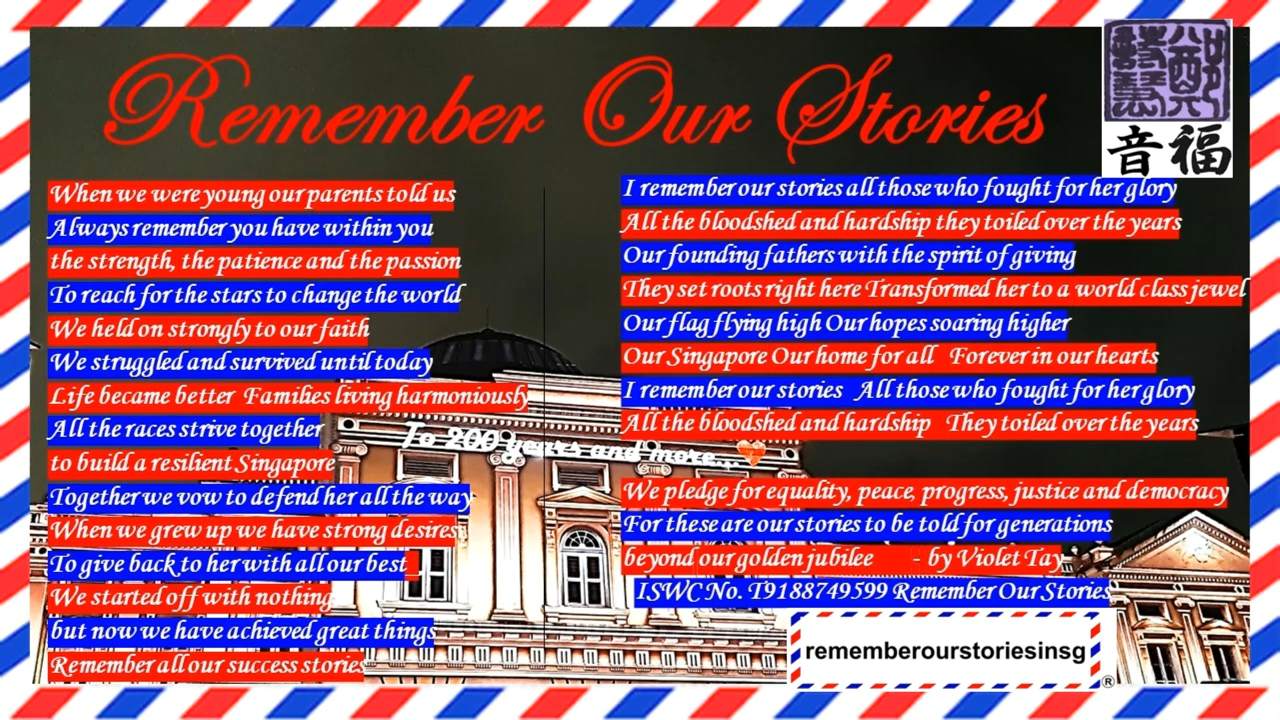 Remember Our Stories
音福
When we were young our parents told us
Always remember you have within you
the strength, the patience and the passion
To reach for the stars to change the world
We held on strongly to our faith
We struggled and survived until today
Life became better Families living harmoniously
All the races strive together
to build a resilient Singapore
Together we vow to defend her all the way
When we grew up we have strong desires
To give back to her with all our best
We started off with nothing
but now we have achieved great things
Remember all our success stories
I remember our stories all those who fought for her glory
All the bloodshed and hardship they toiled over the years
Our founding fathers with the spirit of giving
They set roots right here Transformed her to a world class jewel
Our flag flying high Our hopes soaring higher
Our Singapore Our home for all Forever in our hearts
I remember our stories All those who fought for her glory
All the bloodshed and hardship They toiled over the years
To 200 years and more...
We pledge for equality, peace, progress, justice and democracy
For these are our stories to be told for generations
beyond our golden jubilee - by Violet Tay
ISWC No. T9188749599 Remember Our Stories
rememberourstoriesinsg
®